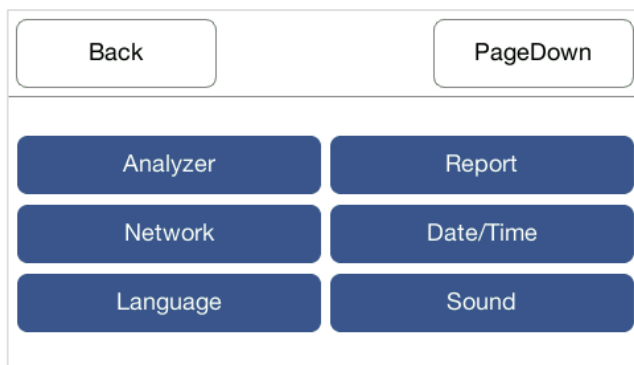 Back PageDown
Analyzer Report
Network Date/Time
Language Sound